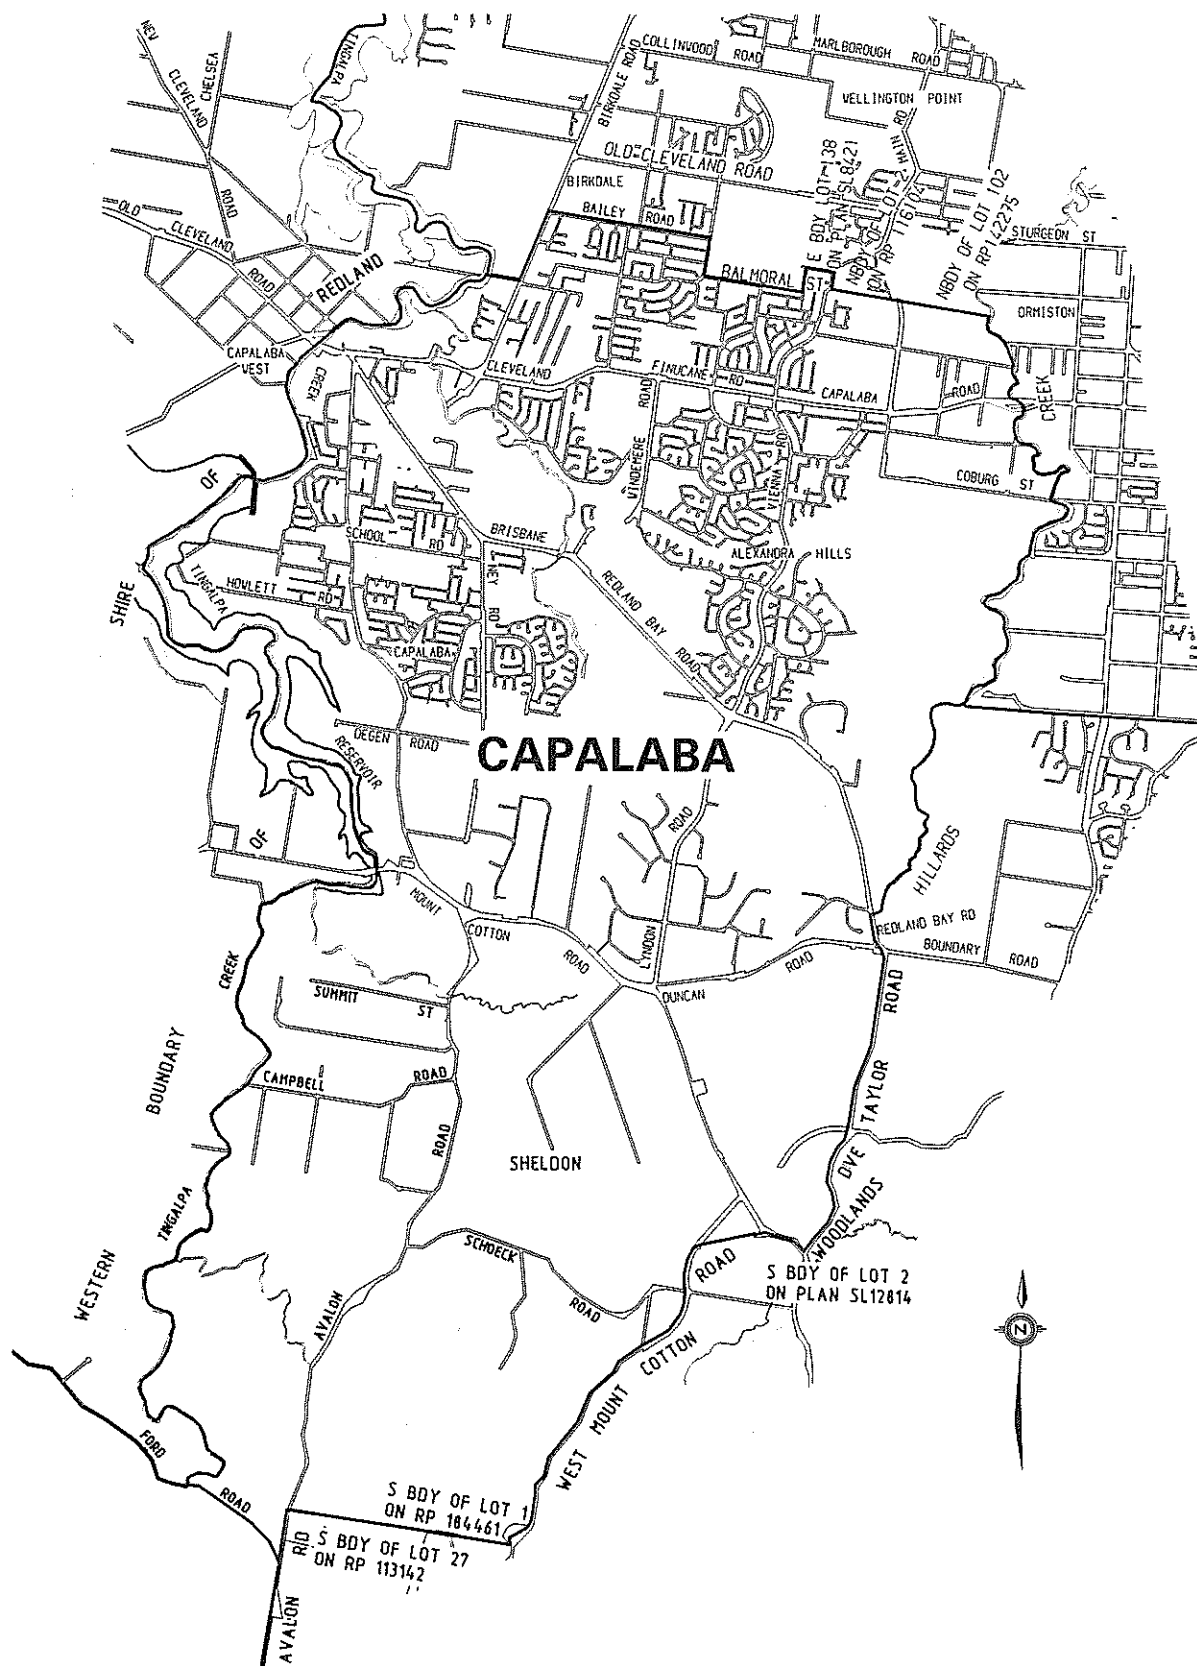 NEW
CLEVELAND
ROAD
CHELSEA
TINGALPA
BIRKDALE ROAD
COLLINWOOD
ROAD
MARLBOROUGH
ROAD
WELLINGTON POINT
MAIN RD
OLD CLEVELAND ROAD
BIRKDALE
BAILEY
ROAD
E BDY LOT 138
ON PLAN SL8421
NBDY OF LOT 2
ON RP 116704
NBDY OF LOT 102
ON RP142275
STURGEON ST
OLD
CLEVELAND
ROAD
REDLAND
BALMORAL
ST
ORMISTON
CAPALABA
WEST
CREEK
CLEVELAND
FINUCANE
RD
CAPALABA
ROAD
CREEK
WINDEMERE
ROAD
VIENNA
RD
COBURG
ST
OF
SCHOOL
RD
BRISBANE
ALEXANDRA HILLS
SHIRE
TINGALPA
HOWLETT
RD
NEY
RD
REDLAND BAY
ROAD
CAPALABA
DEGEN
ROAD
RESERVOIR
CAPALABA
ROAD
OF
HILLARDS
MOUNT
COTTON
ROAD
LYNDON
REDLAND BAY RD
BOUNDARY
ROAD
ROAD
DUNCAN
CREEK
SUMMIT
ST
ROAD
BOUNDARY
CAMPBELL
ROAD
TAYLOR
ROAD
SHELDON
DVE
WOODLANDS
TINGALPA
SCHOECK
ROAD
ROAD
S BDY OF LOT 2
ON PLAN SL12814
WESTERN
AVALON
N
WEST MOUNT COTTON
FORD
ROAD
S BDY OF LOT 1
ON RP 184461
RD
S BDY OF LOT 27
ON RP 113142
AVALON